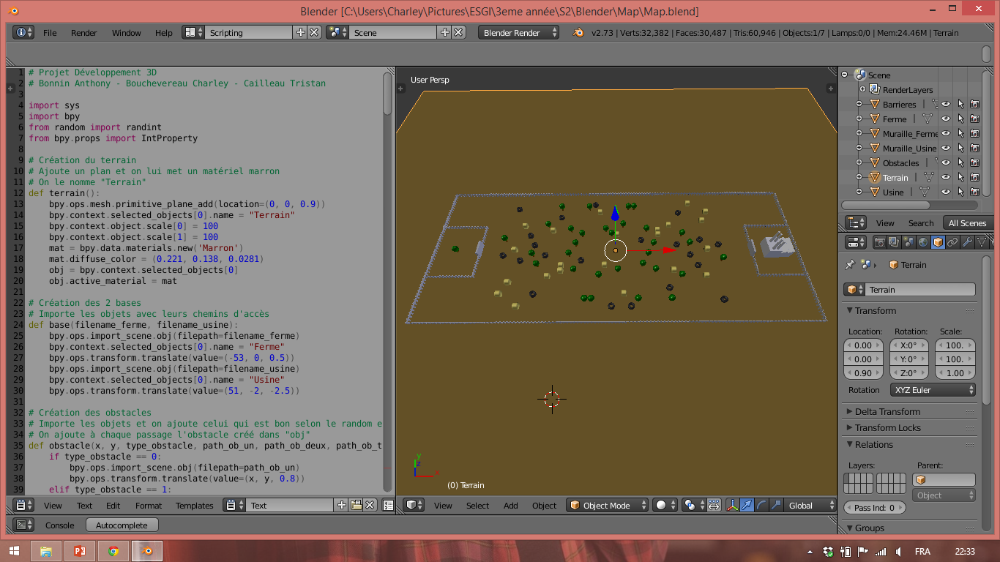 Blender [C:\Users\Charley\Pictures\ESGI\3eme année\S2\Blender\Map\Map.blend]
File Render Window Help Scripting Scene Blender Render v2.73 | Verts:32,382 | Faces:30,487 | Tris:60,946 | Objects:1/7 | Lamps:0/0 | Mem:24.46M | Terrain
1 # Projet Développement 3D
2 # Bonnin Anthony - Bouchevereau Charley - Cailleau Tristan
3
4 import sys
5 import bpy
6 from random import randint
7 from bpy.props import IntProperty
8
9 # Création du terrain
10 # Ajoute un plan et on lui met un matériel marron
11 # On le nomme "Terrain"
12 def terrain():
13 bpy.ops.mesh.primitive_plane_add(location=(0, 0, 0.9))
14 bpy.context.selected_objects[0].name = "Terrain"
15 bpy.context.object.scale[0] = 100
16 bpy.context.object.scale[1] = 100
17 mat = bpy.data.materials.new('Marron')
18 mat.diffuse_color = (0.221, 0.138, 0.0281)
19 obj = bpy.context.selected_objects[0]
20 obj.active_material = mat
21
22 # Création des 2 bases
23 # Importe les objets avec leurs chemins d'accès
24 def base(filename_ferme, filename_usine):
25 bpy.ops.import_scene.obj(filepath=filename_ferme)
26 bpy.context.selected_objects[0].name = "Ferme"
27 bpy.ops.transform.translate(value=(-53, 0, 0.5))
28 bpy.ops.import_scene.obj(filepath=filename_usine)
29 bpy.context.selected_objects[0].name = "Usine"
30 bpy.ops.transform.translate(value=(51, -2, -2.5))
31
32 # Création des obstacles
33 # Importe les objets et on ajoute celui qui est bon selon le random e
34 # On ajoute à chaque passage l'obstacle créé dans "obj"
35 def obstacle(x, y, type_obstacle, path_ob_un, path_ob_deux, path_ob_t
36 if type_obstacle == 0:
37 bpy.ops.import_scene.obj(filepath=path_ob_un)
38 bpy.ops.transform.translate(value=(x, y, 0.8))
39 elif type_obstacle == 1:
View Text Edit Format Templates Text
Console Autocomplete
User Persp
y
z
x
(0) Terrain
View Select Add Object Object Mode Global
Scene
RenderLayers
Barrieres
Ferme
Muraille_Ferme
Muraille_Usine
Obstacles
Terrain
Usine
View Search All Scenes
Terrain
Terrain
Transform
Location: Rotation: Scale:
0.00 X:0° 100.
0.00 Y:0° 100.
0.90 Z:0° 1.00
Rotation XYZ Euler
Delta Transform
Transform Locks
Relations
Layers: Parent:
Object
Pass Ind: 0
Groups
FRA 22:33